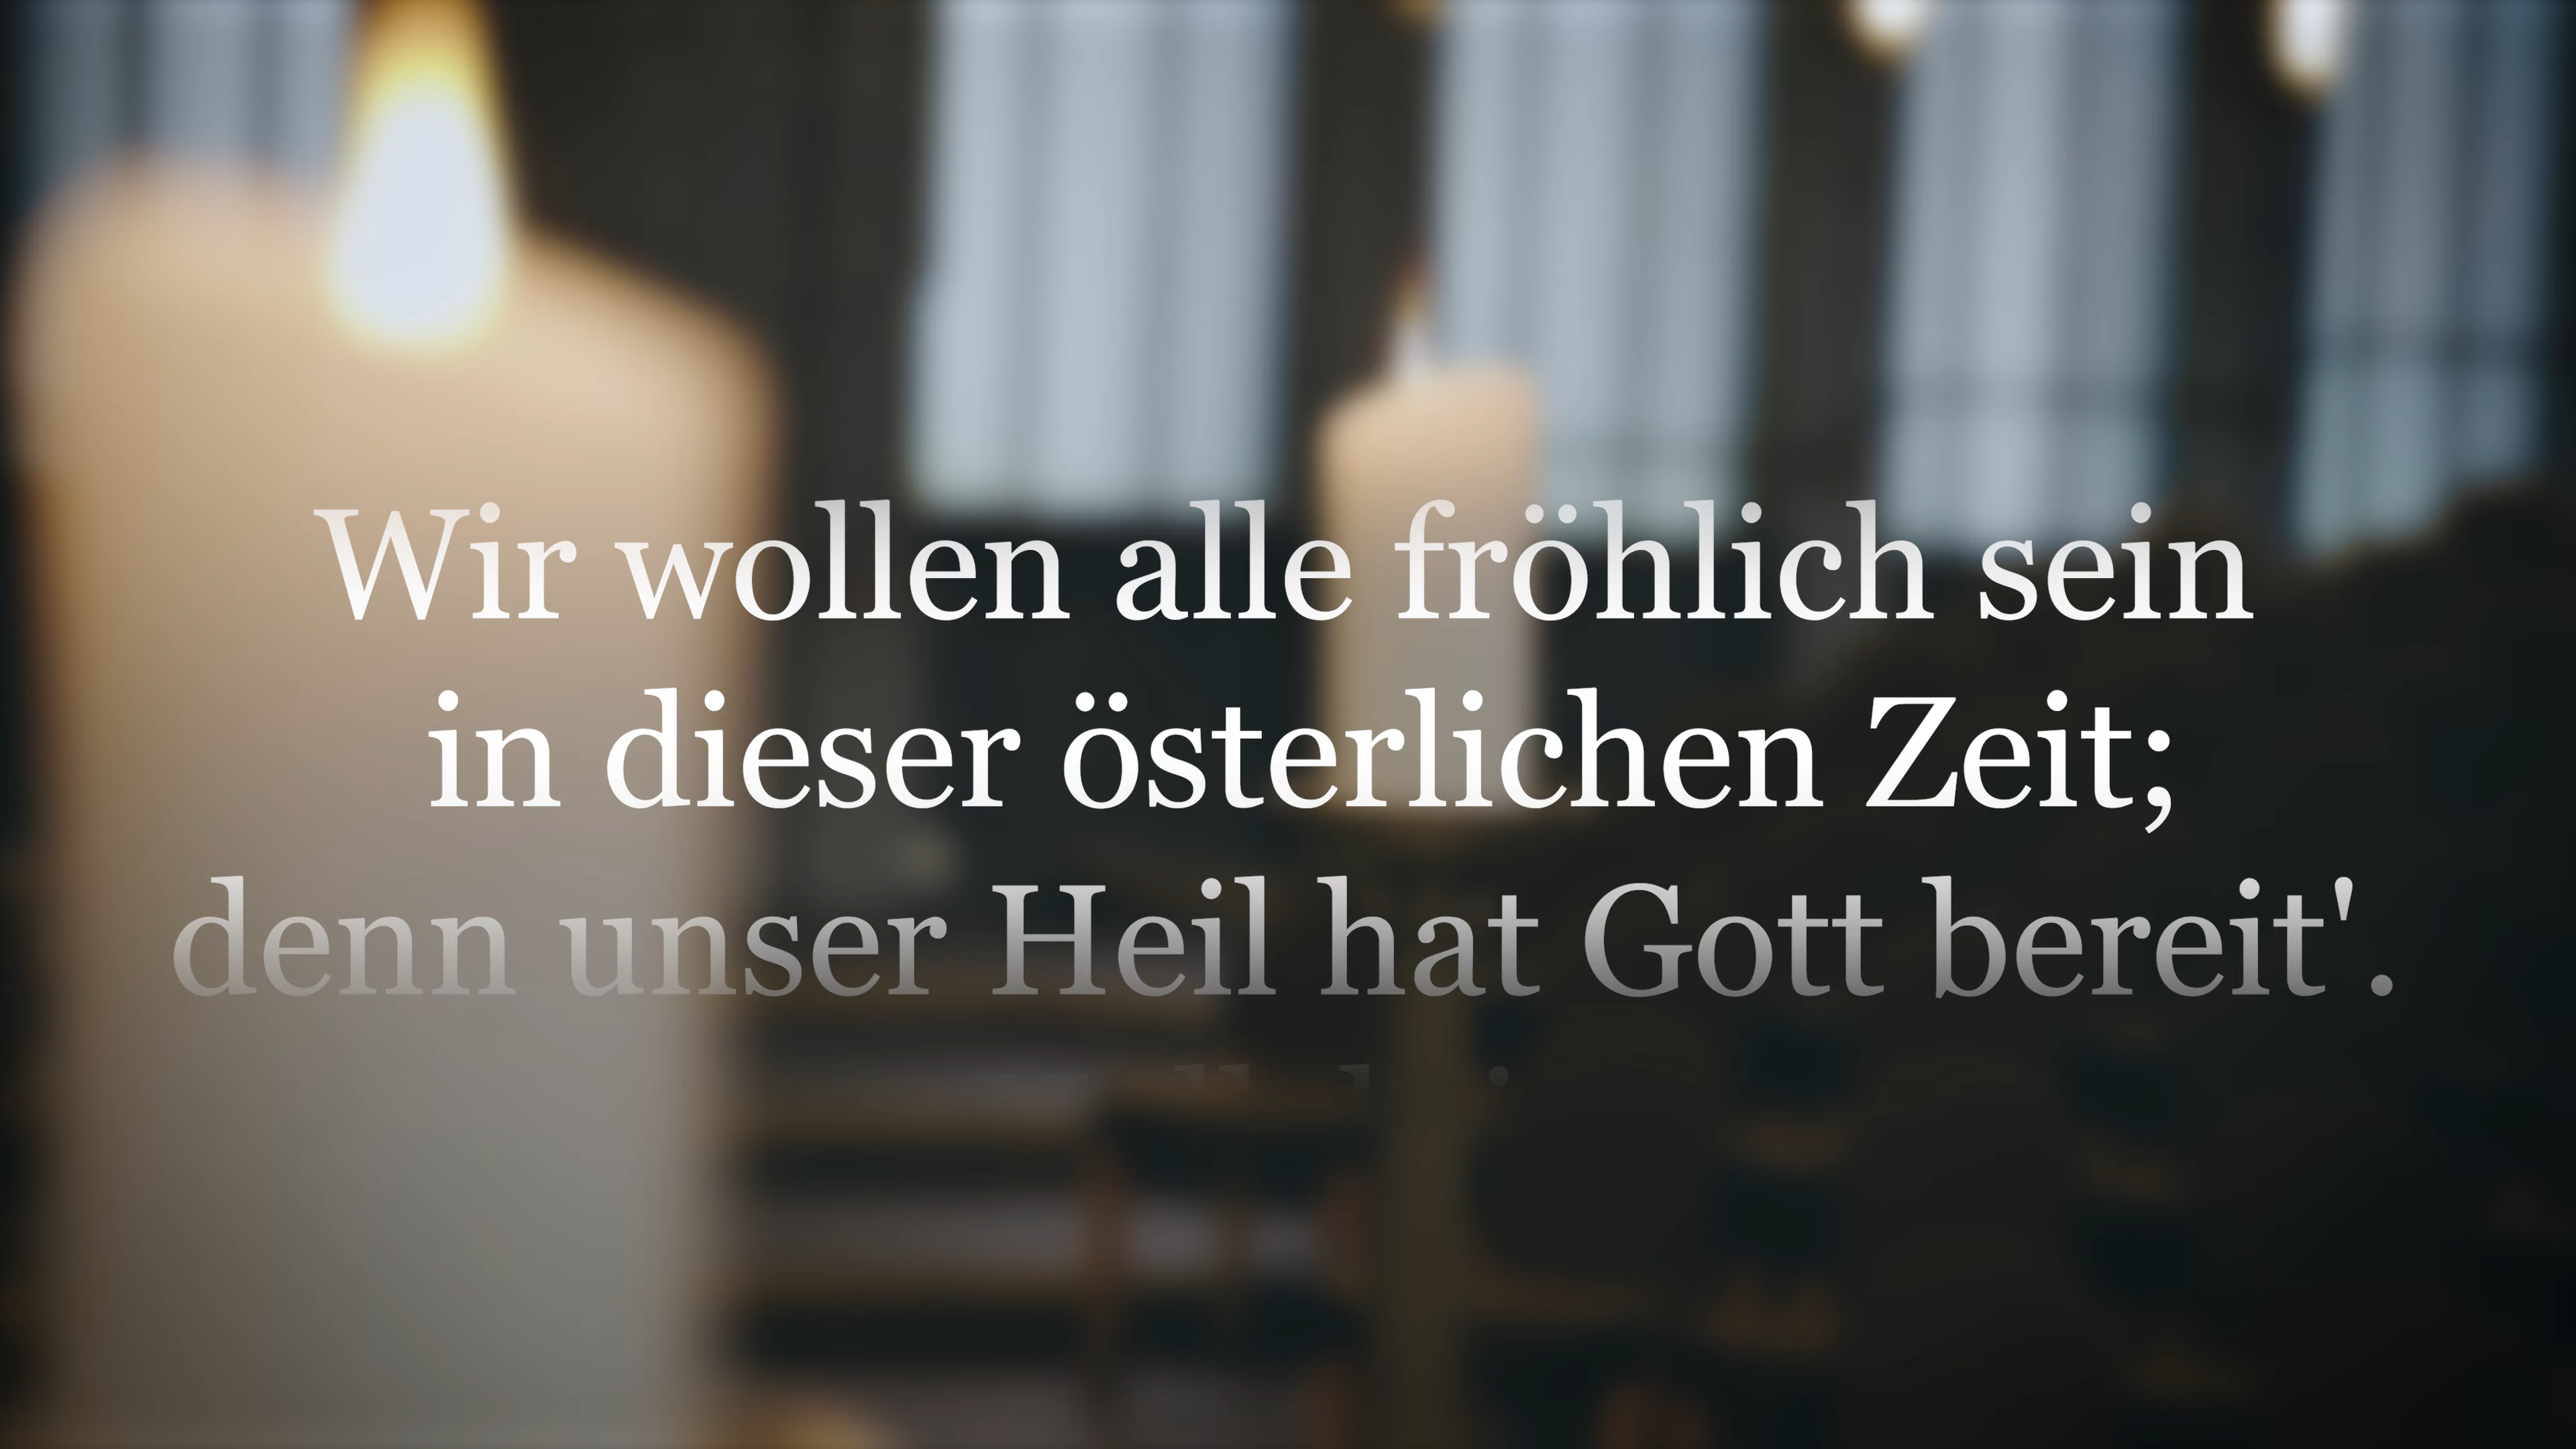 Wir wollen alle fröhlich sein
in dieser österlichen Zeit;
denn unser Heil hat Gott bereit'.